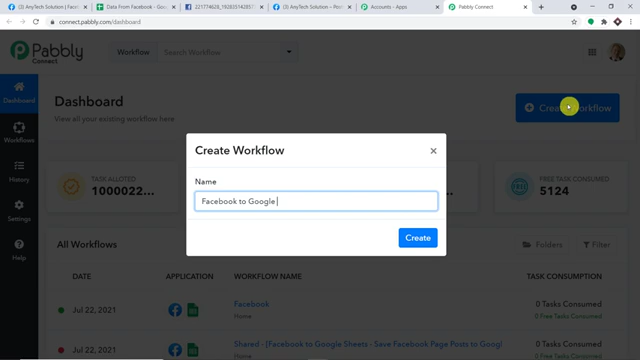 (3) AnyTech Solution | Faceb
Data From Facebook - Goog
221774628_192835142857
(3) AnyTech Solution – Post
Accounts - Apps
Pabbly Connect
connect.pabbly.com/dashboard
Pabbly
Connect
Workflow
Search Workflow
Dashboard
Workflows
History
Settings
Help
Dashboard
View all your existing workflow here
Create Workflow
Create Workflow
Name
Facebook to Google
Create
TASK ALLOTED
1000022...
FREE TASK CONSUMED
5124
All Workflows
Folders
Filter
DATE
APPLICATION
WORKFLOW NAME
TASK CONSUMPTION
Jul 22, 2021
Facebook
Home
0 Tasks Consumed
0 Free Tasks Consumed
Jul 22, 2021
Shared - [Facebook to Google Sheets - Save Facebook Page Posts to Googl
Home
0 Tasks Consumed
0 Free Tasks Consumed